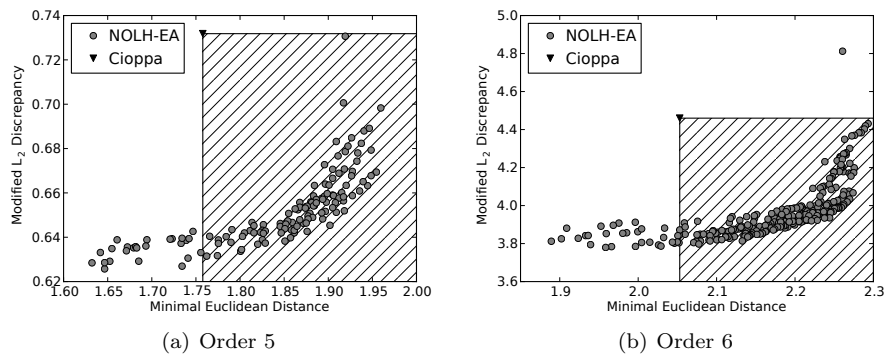 0.74
0.72
0.70
0.68
0.66
0.64
0.62
Modified L2 Discrepancy
NOLH-EA
Cioppa
1.60 1.65 1.70 1.75 1.80 1.85 1.90 1.95 2.00
Minimal Euclidean Distance
(a) Order 5
5.0
4.8
4.6
4.4
4.2
4.0
3.8
3.6
Modified L2 Discrepancy
NOLH-EA
Cioppa
1.9 2.0 2.1 2.2 2.3
Minimal Euclidean Distance
(b) Order 6